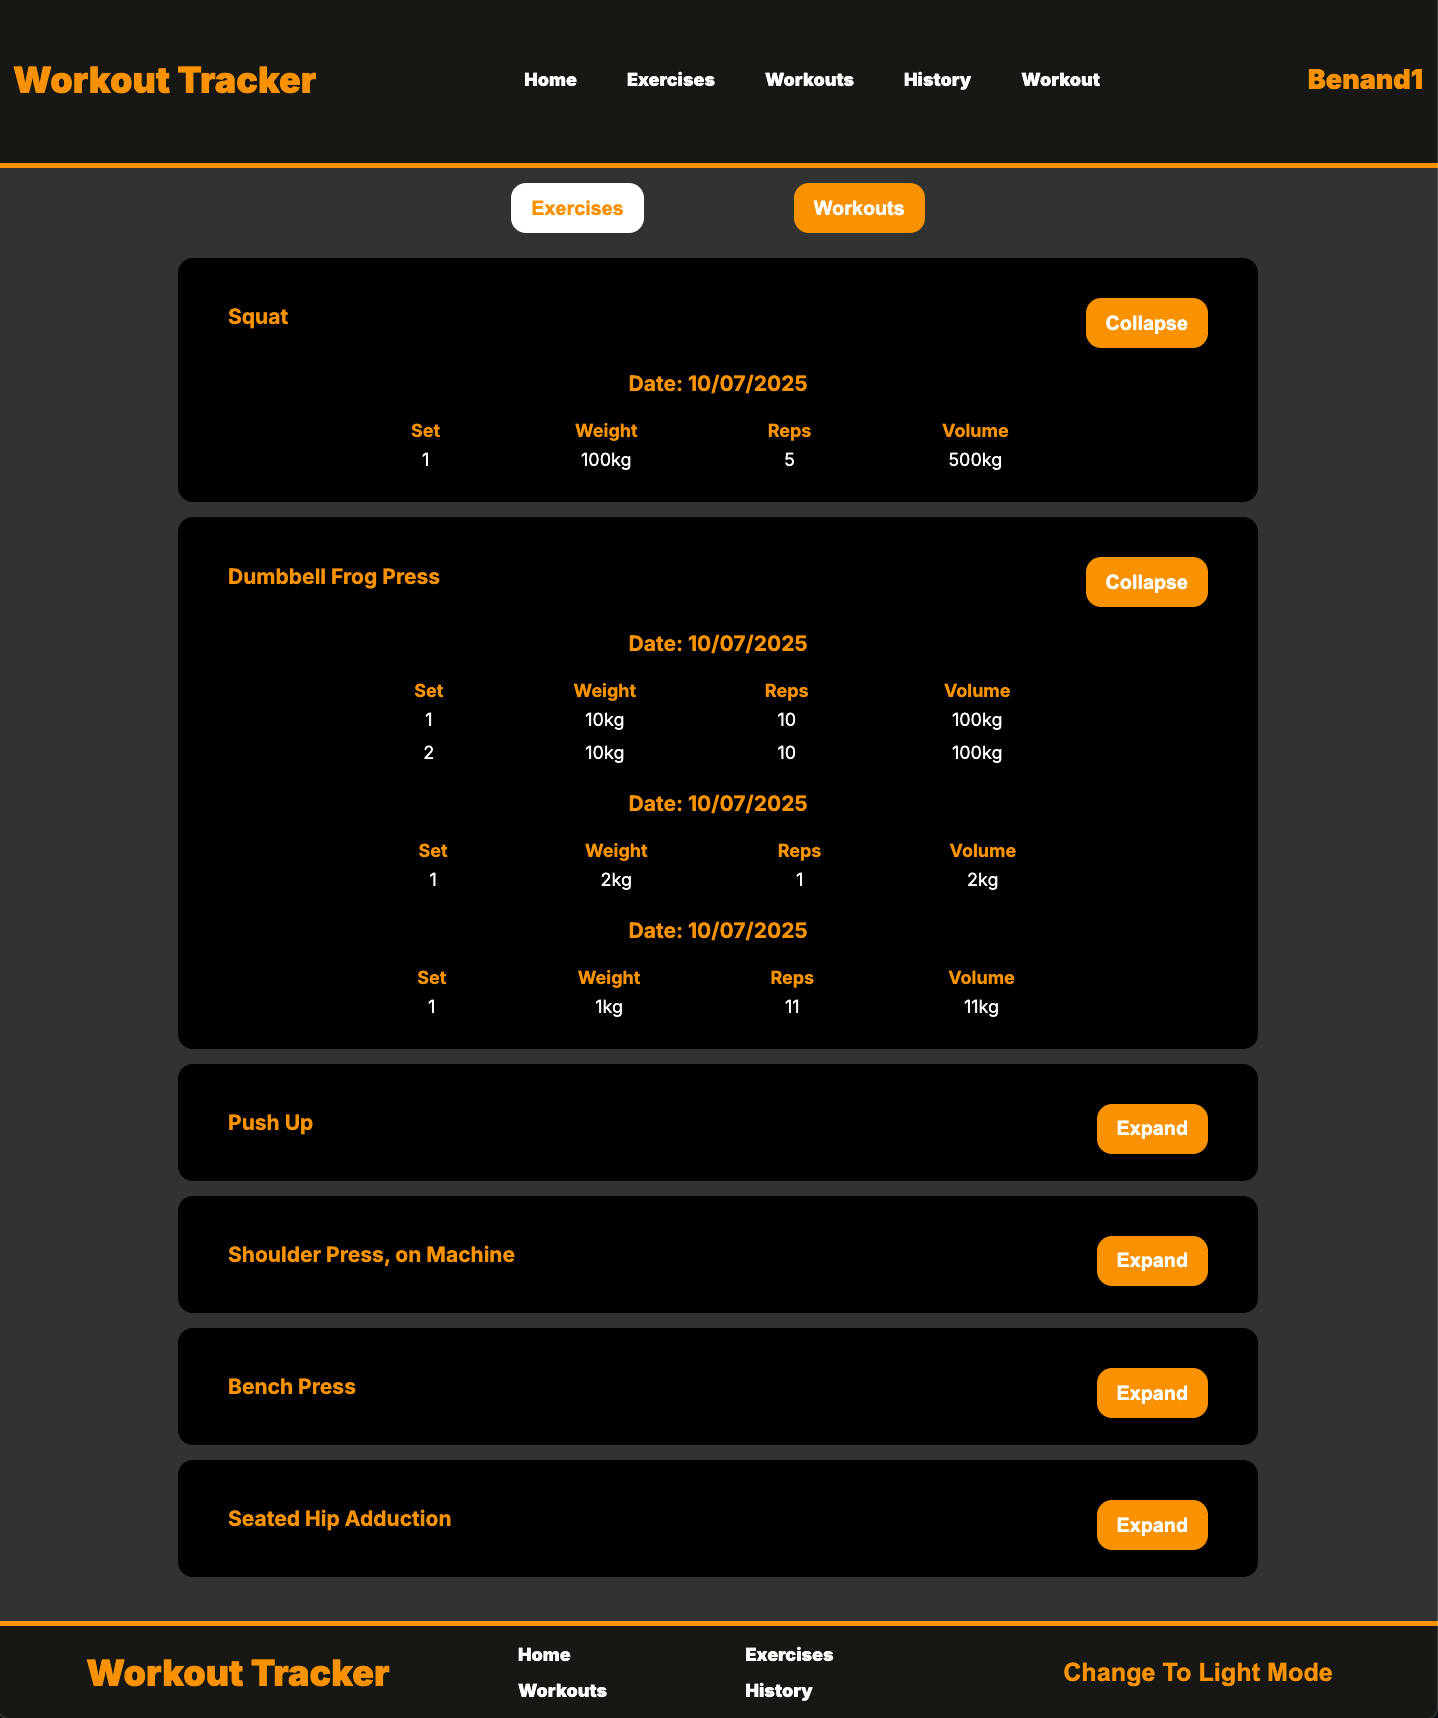 Workout Tracker Home Exercises Workouts History Workout Benand1
Exercises Workouts
Squat Collapse
Date: 10/07/2025
Set Weight Reps Volume
1 100kg 5 500kg
Dumbbell Frog Press Collapse
Date: 10/07/2025
Set Weight Reps Volume
1 10kg 10 100kg
2 10kg 10 100kg
Date: 10/07/2025
Set Weight Reps Volume
1 2kg 1 2kg
Date: 10/07/2025
Set Weight Reps Volume
1 1kg 11 11kg
Push Up Expand
Shoulder Press, on Machine Expand
Bench Press Expand
Seated Hip Adduction Expand
Workout Tracker
Home Exercises
Workouts History
Change To Light Mode